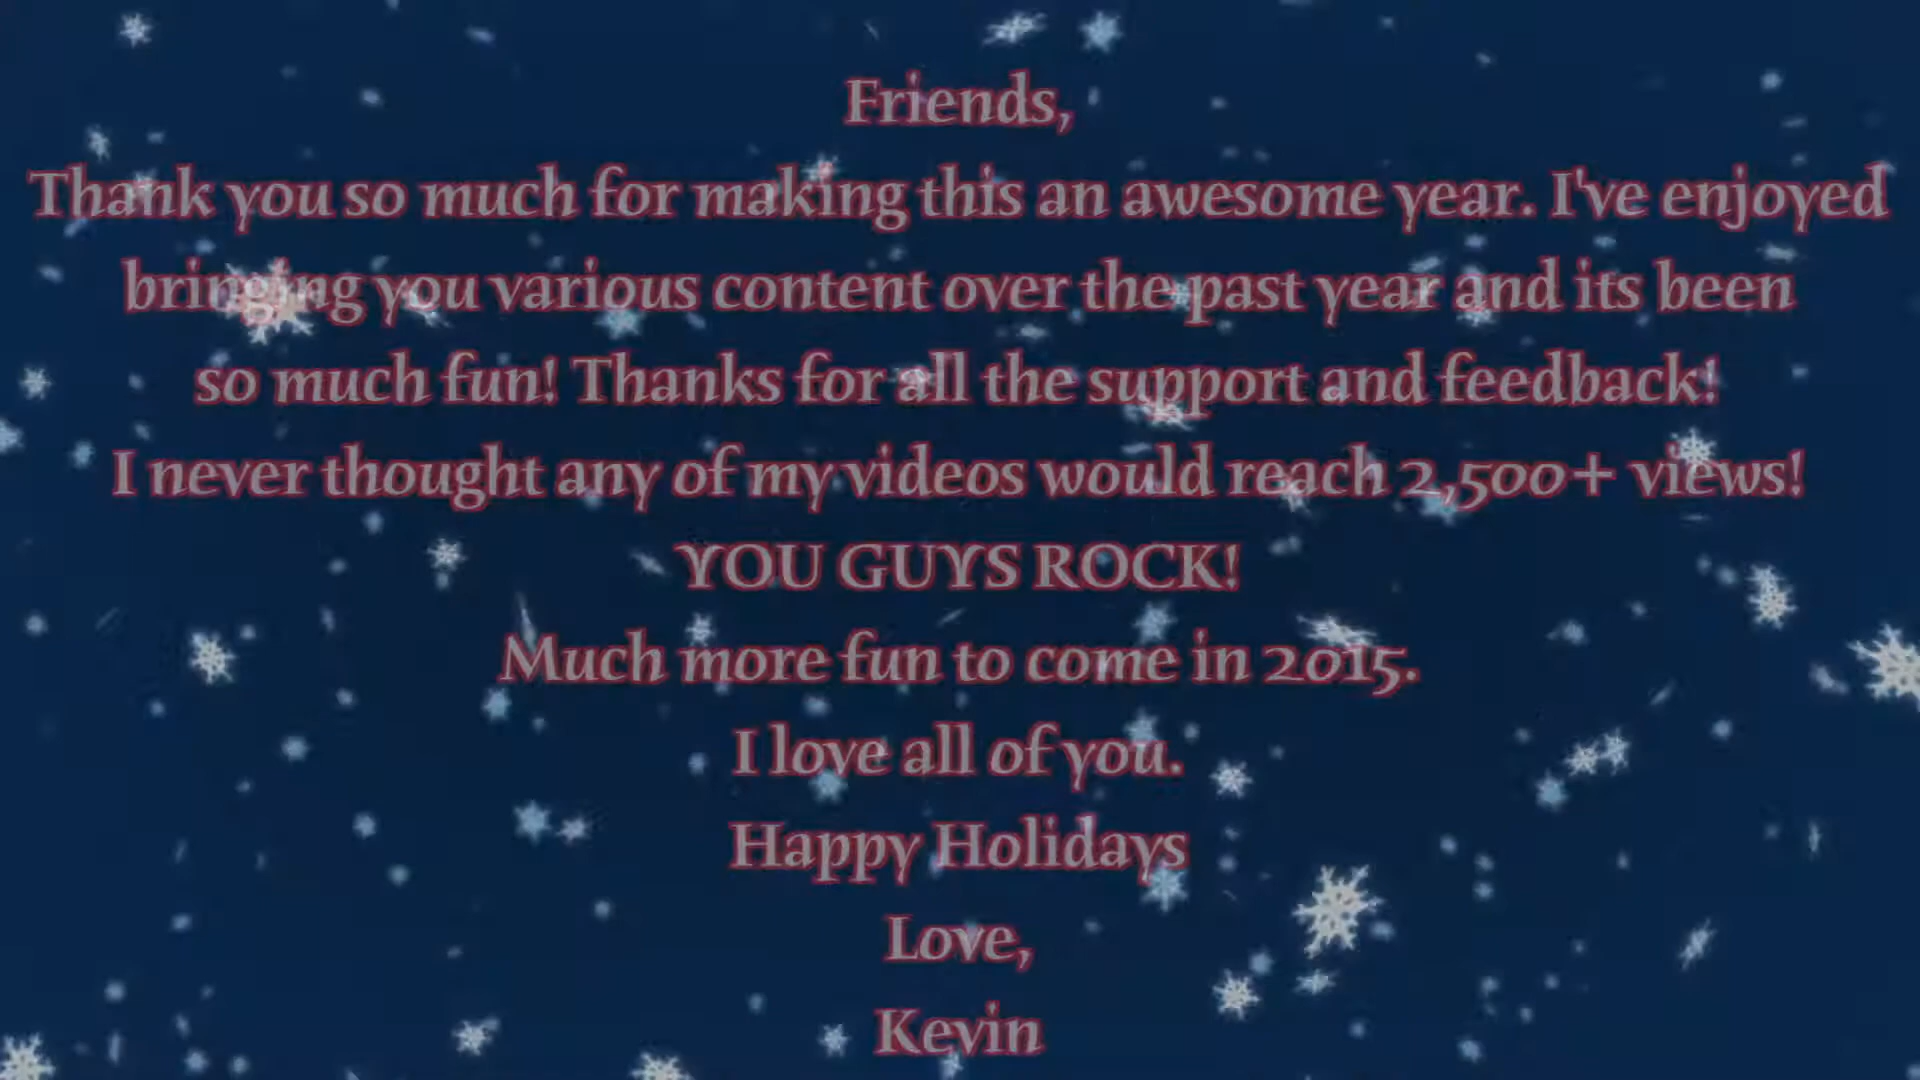 Friends,
Thank you so much for making this an awesome year. I've enjoyed
bringing you various content over the past year and its been
so much fun! Thanks for all the support and feedback!
I never thought any of my videos would reach 2,500+ views!
YOU GUYS ROCK!
Much more fun to come in 2015.
I love all of you.
Happy Holidays
Love,
Kevin